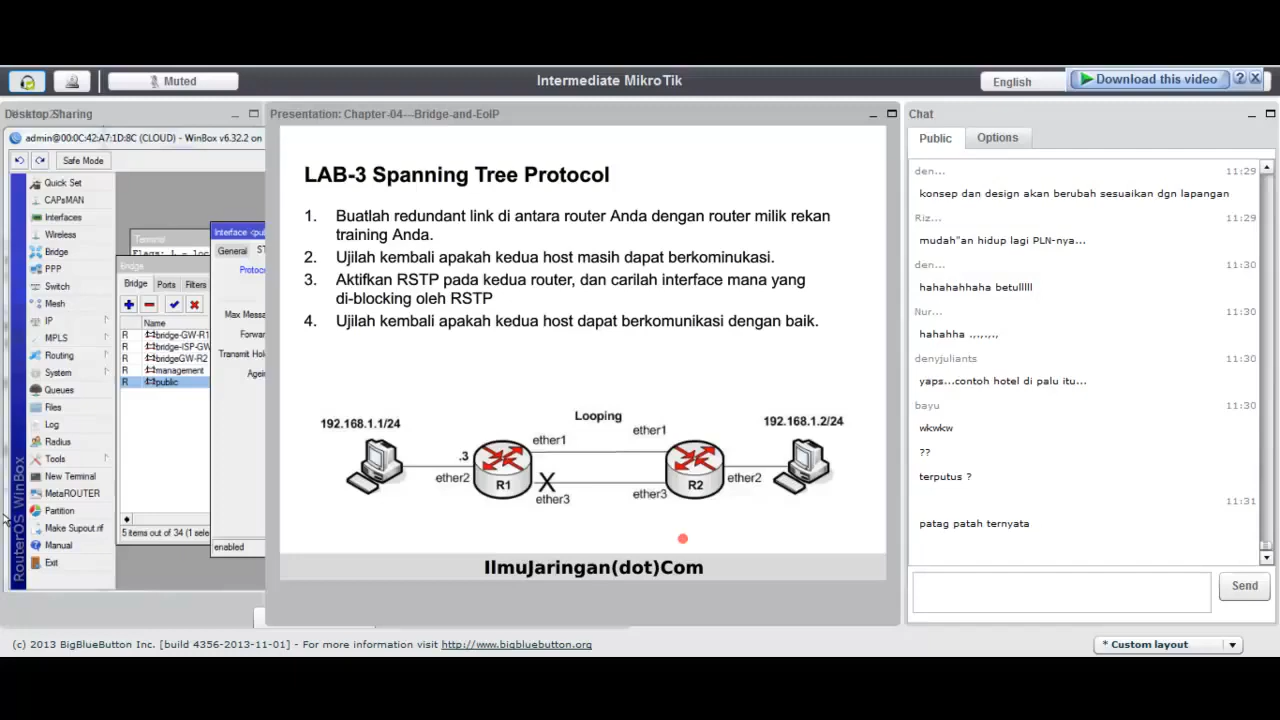 Muted
Intermediate MikroTik
English
Download this video
?
Sharing
admin@00:0C:42:A7:1D:8C (CLOUD) - WinBox v6.32.2 on
Safe Mode
Quick Set
CAPsMAN
Interfaces
Wireless
Bridge
PPP
Switch
Mesh
IP
MPLS
Routing
System
Queues
Files
Log
Radius
Tools
New Terminal
MetaROUTER
Partition
Make Supout.rif
Manual
Exit
RouterOS WinBox
Terminal
Bridge
Bridge Ports Filters
Name
R bridge-GW-R1
R bridge-ISP-GW
R bridgeGW-R2
R management
R public
5 items out of 34 (1 sele
Interface <pu
General ST
Protoc
Max Messa
Forwar
Transmit Hol
Agei
enabled
Presentation: Chapter-04---Bridge-and-EoIP
LAB-3 Spanning Tree Protocol
1. Buatlah redundant link di antara router Anda dengan router milik rekan
training Anda.
2. Ujilah kembali apakah kedua host masih dapat berkominukasi.
3. Aktifkan RSTP pada kedua router, dan carilah interface mana yang
di-blocking oleh RSTP
4. Ujilah kembali apakah kedua host dapat berkomunikasi dengan baik.
Looping
192.168.1.1/24
192.168.1.2/24
ether1
ether1
.3
ether2
R1
X
ether3
ether3
R2
ether2
IlmuJaringan(dot)Com
Chat
Public
Options
den... 11:29
konsep dan design akan berubah sesuaikan dgn lapangan
Riz... 11:29
mudah"an hidup lagi PLN-nya...
den... 11:30
hahahahhaha betulllll
Nur... 11:30
hahahha .,.,.,.,
denyjuliants 11:30
yaps...contoh hotel di palu itu...
bayu 11:30
wkwkw
??
terputus ?
11:31
patag patah ternyata
Send
(c) 2013 BigBlueButton Inc. [build 4356-2013-11-01] - For more information visit http://www.bigbluebutton.org
* Custom layout